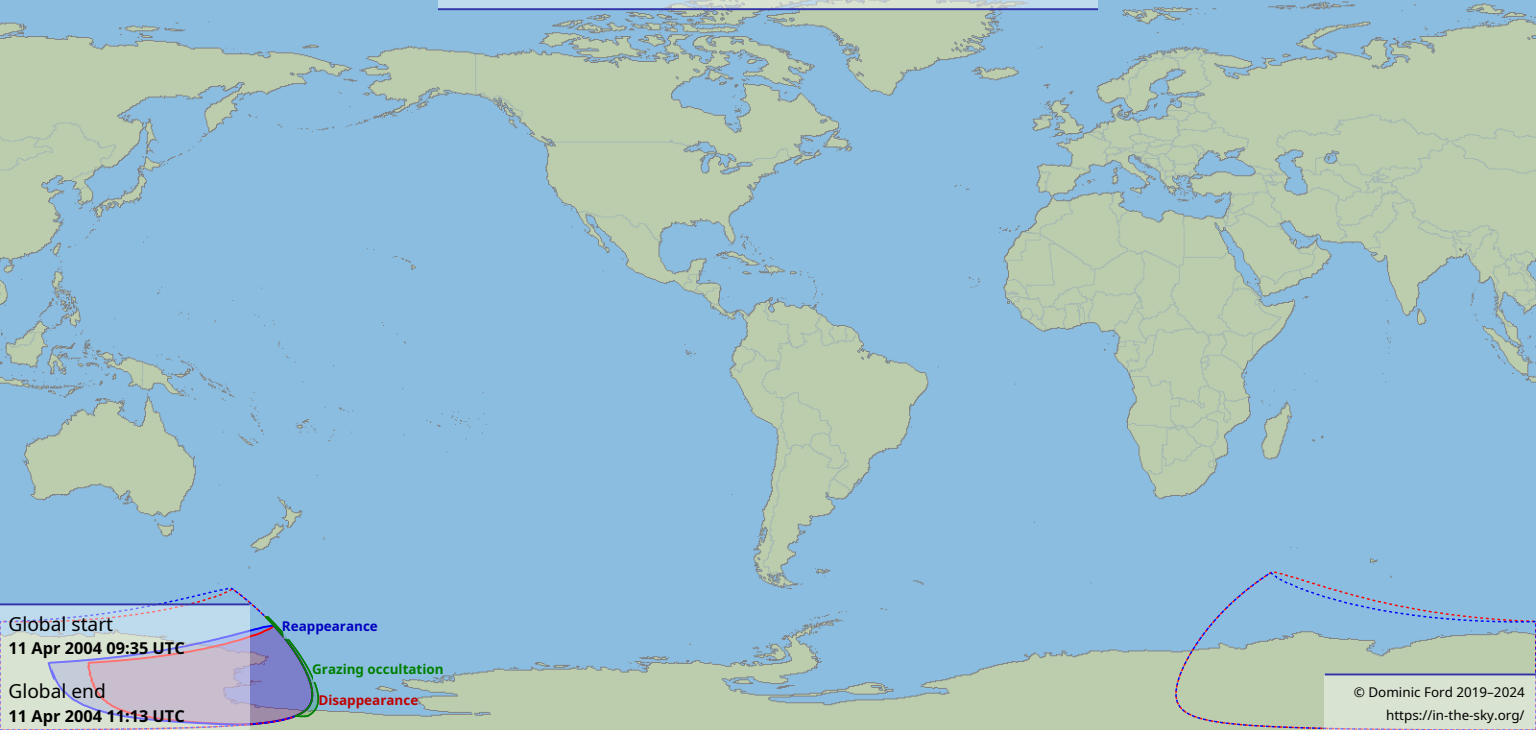 Reappearance
Global start
11 Apr 2004 09:35 UTC
Grazing occultation
Global end
Disappearance
11 Apr 2004 11:13 UTC
© Dominic Ford 2019–2024
https://in-the-sky.org/